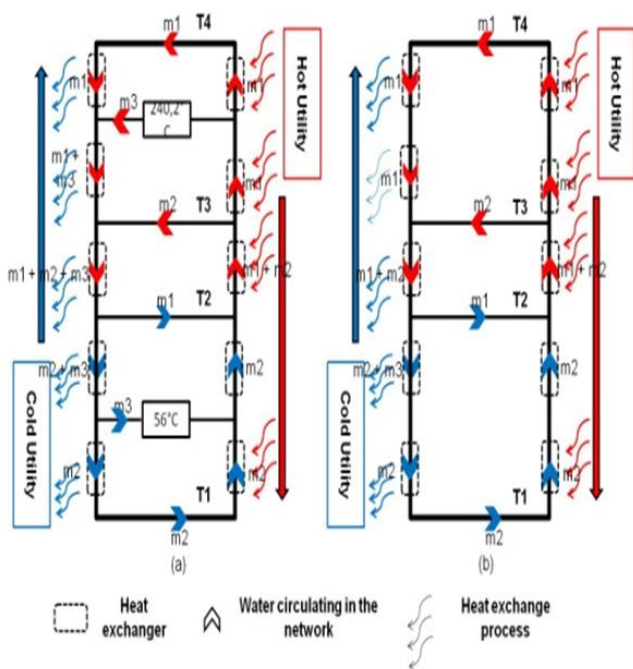 m1
T4
m1
m1
m3
240,2°
C
m1 +
m3
m1
m2
T3
m1 + m2 + m3
m1 + m2
m1
T2
m2 + m3
m2
m3
56°C
m2
m2
T1
m2
(a)
Hot Utility
Cold Utility
m1
T4
m1
m1
m1
m1
m2
T3
m1 + m2
m1 + m2
m1
T2
m2 + m3
m2
m2
m2
T1
m2
(b)
Hot Utility
Cold Utility
Heat
exchanger
Water circulating in the
network
Heat exchange
process